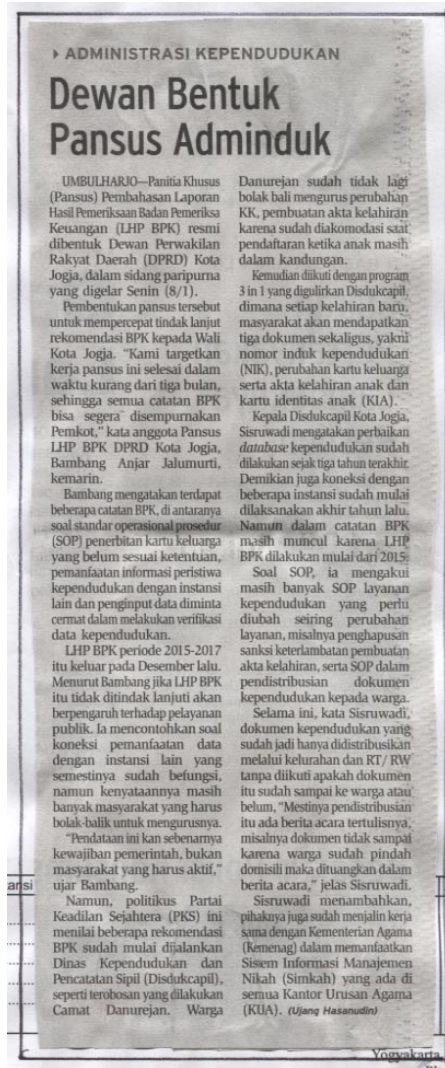 ▸ ADMINISTRASI KEPENDUDUKAN
Dewan Bentuk
Pansus Adminduk
UMBULHARJO—Panitia Khusus
(Pansus) Pembahasan Laporan
Hasil Pemeriksaan Badan Pemeriksa
Keuangan (LHP BPK) resmi
dibentuk Dewan Perwakilan
Rakyat Daerah (DPRD) Kota
Jogja, dalam sidang paripurna
yang digelar Senin (8/1).
Pembentukan pansus tersebut
untuk mempercepat tindak lanjut
rekomendasi BPK kepada Wali
Kota Jogja. “Kami targetkan
kerja pansus ini selesai dalam
waktu kurang dari tiga bulan,
sehingga semua catatan BPK
bisa segera disempurnakan
Pemkot,” kata anggota Pansus
LHP BPK DPRD Kota Jogja,
Bambang Anjar Jalumurti,
kemarin.
Bambang mengatakan terdapat
beberapa catatan BPK, di antaranya
soal standar operasional prosedur
(SOP) penerbitan kartu keluarga
yang belum sesuai ketentuan,
pemanfaatan informasi peristiwa
kependudukan dengan instansi
lain dan penginput data diminta
cermat dalam melakukan verifikasi
data kependudukan.
LHP BPK periode 2015-2017
itu keluar pada Desember lalu.
Menurut Bambang jika LHP BPK
itu tidak ditindak lanjuti akan
berpengaruh terhadap pelayanan
publik. Ia mencontohkan soal
koneksi pemanfaatan data
dengan instansi lain yang
semestinya sudah befungsi,
namun kenyataannya masih
banyak masyarakat yang harus
bolak-balik untuk mengurusnya.
“Pendataan ini kan sebenarnya
kewajiban pemerintah, bukan
masyarakat yang harus aktif,”
ujar Bambang.
Namun, politikus Partai
Keadilan Sejahtera (PKS) ini
menilai beberapa rekomendasi
BPK sudah mulai dijalankan
Dinas Kependudukan dan
Pencatatan Sipil (Disdukcapil),
seperti terobosan yang dilakukan
Camat Danurejan. Warga
Danurejan sudah tidak lagi
bolak bali mengurus perubahan
KK, pembuatan akta kelahiran
karena sudah diakomodasi saat
pendaftaran ketika anak masih
dalam kandungan.
Kemudian diikuti dengan program
3 in 1 yang digulirkan Disdukcapil,
dimana setiap kelahiran baru,
masyarakat akan mendapatkan
tiga dokumen sekaligus, yakni
nomor induk kependudukan
(NIK), perubahan kartu keluarga
serta akta kelahiran anak dan
kartu identitas anak (KIA).
Kepala Disdukcapil Kota Jogja,
Sisruwadi mengatakan perbaikan
database kependudukan sudah
dilakukan sejak tiga tahun terakhir.
Demikian juga koneksi dengan
beberapa instansi sudah mulai
dilaksanakan akhir tahun lalu.
Namun dalam catatan BPK
masih muncul karena LHP
BPK dilakukan mulai dari 2015.
Soal SOP, ia mengakui
masih banyak SOP layanan
kependudukan yang perlu
diubah seiring perubahan
layanan, misalnya penghapusan
sanksi keterlambatan pembuatan
akta kelahiran, serta SOP dalam
pendistribusian dokumen
kependudukan kepada warga.
Selama ini, kata Sisruwadi,
dokumen kependudukan yang
sudah jadi hanya didistribusikan
melalui kelurahan dan RT/ RW
tanpa diikuti apakah dokumen
itu sudah sampai ke warga atau
belum, “Mestinya pendistribusian
itu ada berita acara tertulisnya,
misalnya dokumen tidak sampai
karena warga sudah pindah
domisili maka dituangkan dalam
berita acara,” jelas Sisruwadi.
Sisruwadi menambahkan,
pihaknya juga sudah menjalin kerja
sama dengan Kementerian Agama
(Kemenag) dalam memanfaatkan
Sistem Informasi Manajemen
Nikah (Simkah) yang ada di
semua Kantor Urusan Agama
(KUA). (Ujang Hasanudin)
ansi
Yogyakarta,